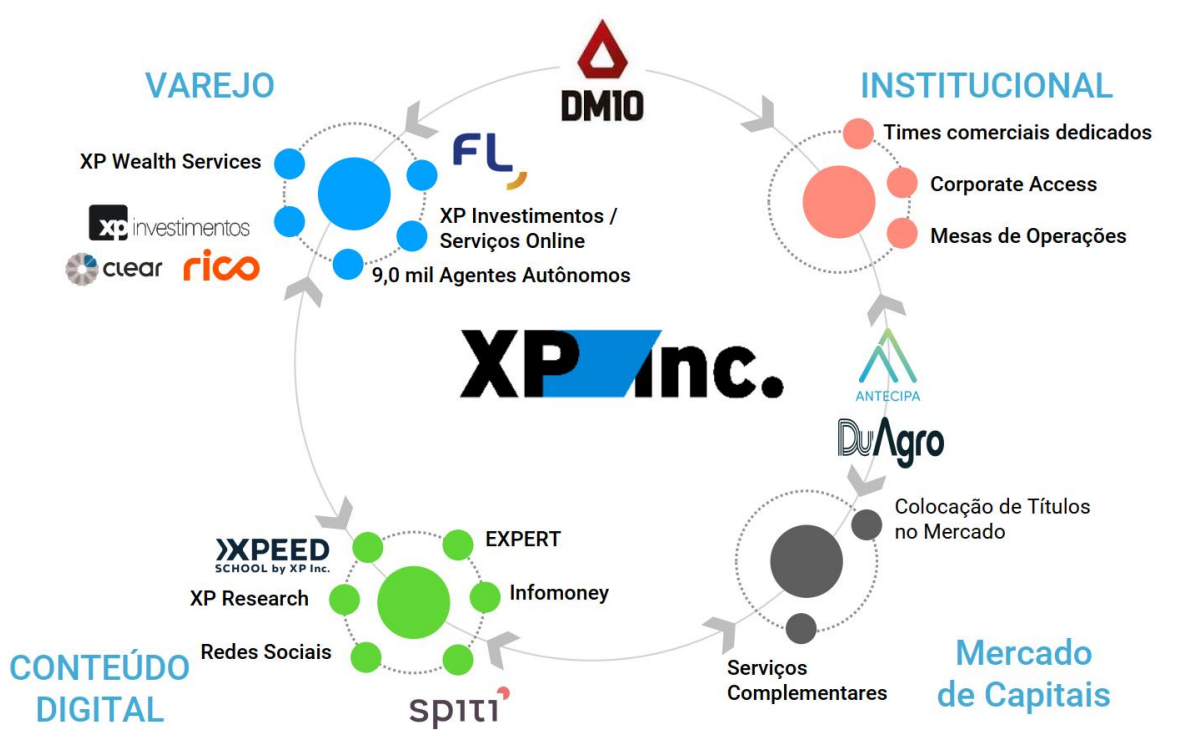 DM10
VAREJO
XP Wealth Services
xp investimentos
clear
rico
FL
XP Investimentos /
Serviços Online
9,0 mil Agentes Autônomos
INSTITUCIONAL
Times comerciais dedicados
Corporate Access
Mesas de Operações
XP Inc.
ANTECIPA
DuAgro
Colocação de Títulos
no Mercado
Serviços
Complementares
Mercado
de Capitais
XPEED
SCHOOL by XP Inc.
EXPERT
XP Research
Infomoney
Redes Sociais
spiti
CONTEÚDO
DIGITAL